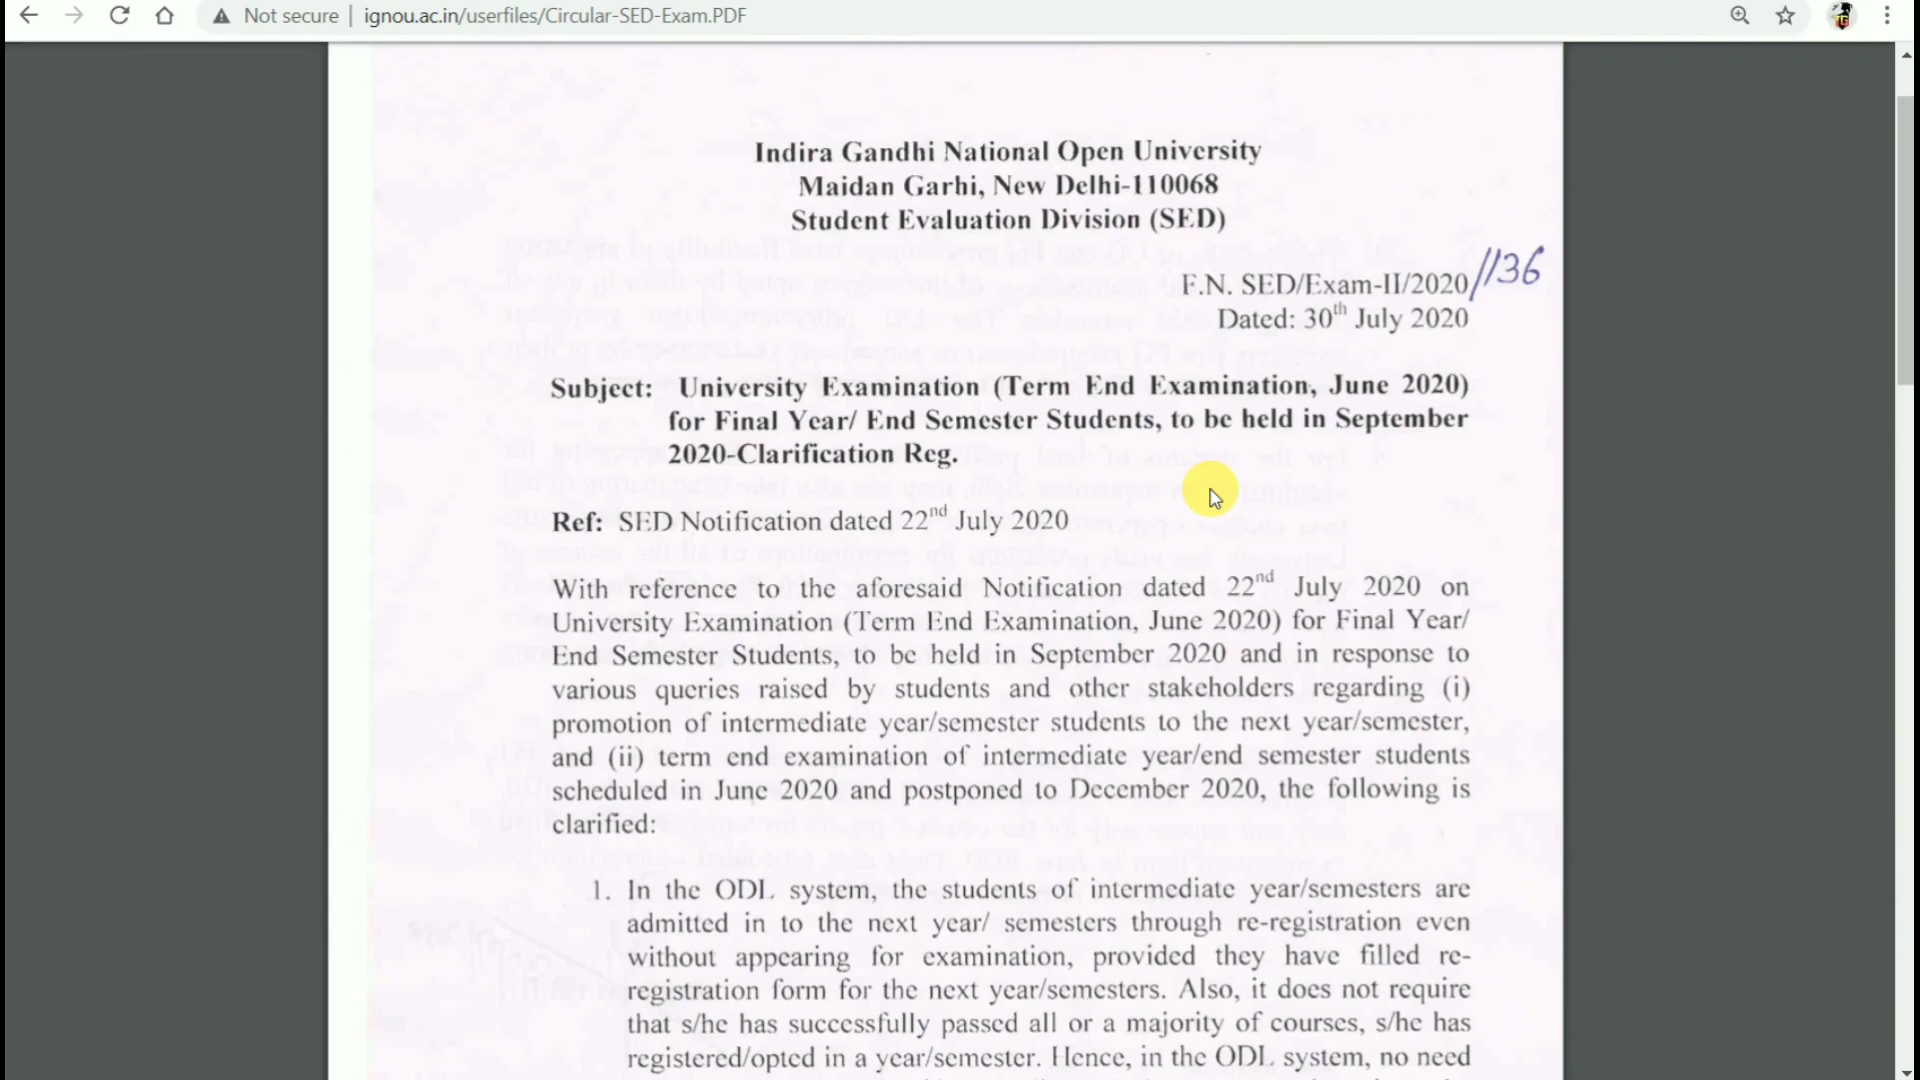 Not secure | ignou.ac.in/userfiles/Circular-SED-Exam.PDF
Indira Gandhi National Open University
Maidan Garhi, New Delhi-110068
Student Evaluation Division (SED)
F.N. SED/Exam-II/2020/1136
Dated: 30th July 2020
Subject: University Examination (Term End Examination, June 2020)
for Final Year/ End Semester Students, to be held in September
2020-Clarification Reg.
Ref: SED Notification dated 22nd July 2020
With reference to the aforesaid Notification dated 22nd July 2020 on
University Examination (Term End Examination, June 2020) for Final Year/
End Semester Students, to be held in September 2020 and in response to
various queries raised by students and other stakeholders regarding (i)
promotion of intermediate year/semester students to the next year/semester,
and (ii) term end examination of intermediate year/end semester students
scheduled in June 2020 and postponed to December 2020, the following is
clarified:
1. In the ODL system, the students of intermediate year/semesters are
admitted in to the next year/ semesters through re-registration even
without appearing for examination, provided they have filled re-
registration form for the next year/semesters. Also, it does not require
that s/he has successfully passed all or a majority of courses, s/he has
registered/opted in a year/semester. Hence, in the ODL system, no need